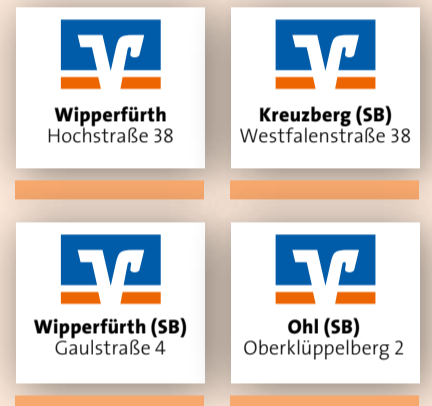 Wipperfürth
Hochstraße 38
Kreuzberg (SB)
Westfalenstraße 38
Wipperfürth (SB)
Gaulstraße 4
Ohl (SB)
Oberklüppelberg 2